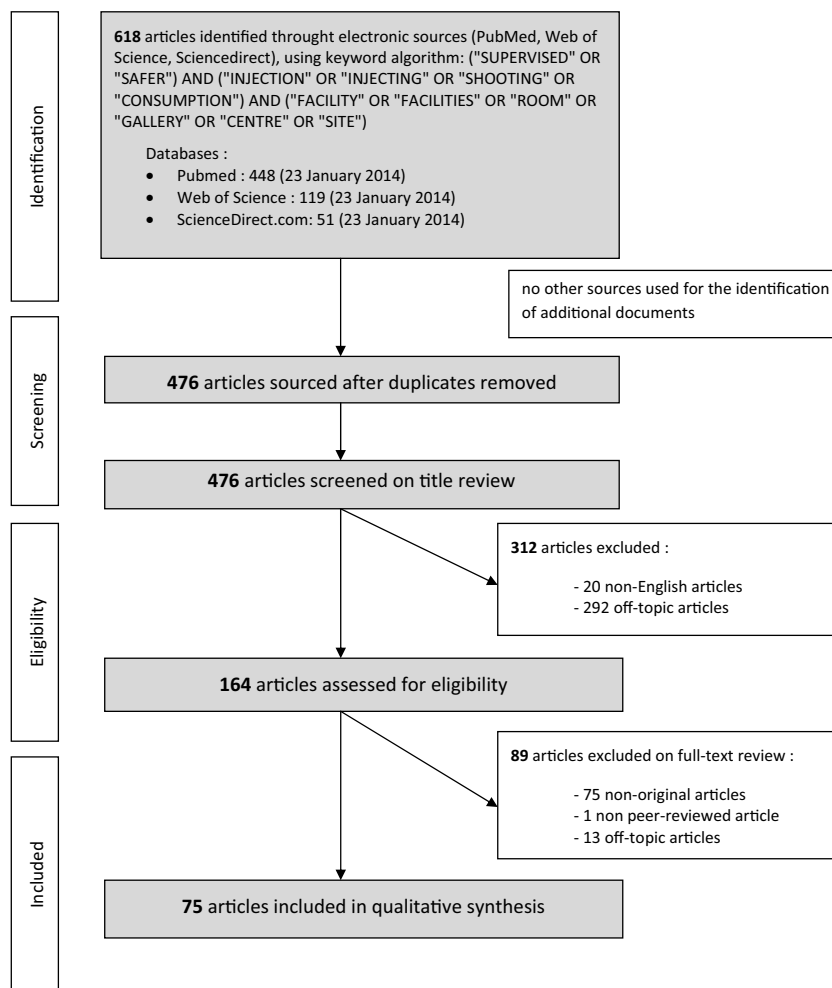 Identification
618 articles identified throught electronic sources (PubMed, Web of
Science, Sciencedirect), using keyword algorithm: ("SUPERVISED" OR
"SAFER") AND ("INJECTION" OR "INJECTING" OR "SHOOTING" OR
"CONSUMPTION") AND ("FACILITY" OR "FACILITIES" OR "ROOM" OR
"GALLERY" OR "CENTRE" OR "SITE")
Databases :
• Pubmed : 448 (23 January 2014)
• Web of Science : 119 (23 January 2014)
• ScienceDirect.com: 51 (23 January 2014)
no other sources used for the identification
of additional documents
Screening
476 articles sourced after duplicates removed
476 articles screened on title review
Eligibility
312 articles excluded :
- 20 non-English articles
- 292 off-topic articles
164 articles assessed for eligibility
Included
89 articles excluded on full-text review :
- 75 non-original articles
- 1 non peer-reviewed article
- 13 off-topic articles
75 articles included in qualitative synthesis